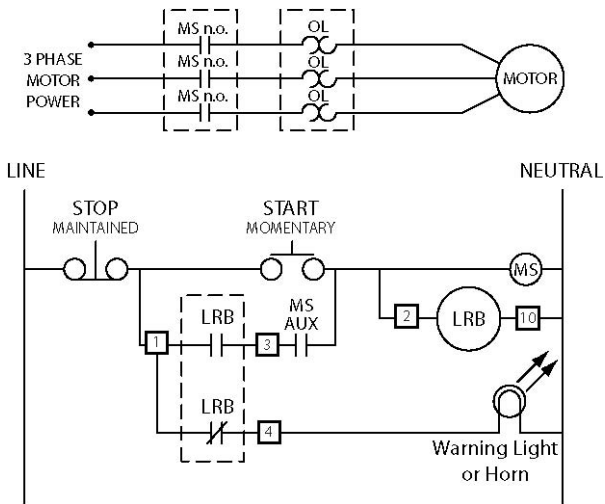 MS n.o.
OL
3 PHASE
MS n.o.
OL
MOTOR
MOTOR
MS n.o.
OL
POWER
LINE
NEUTRAL
STOP
MAINTAINED
START
MOMENTARY
MS
LRB
MS
AUX
2
LRB
10
1
3
LRB
4
Warning Light
or Horn